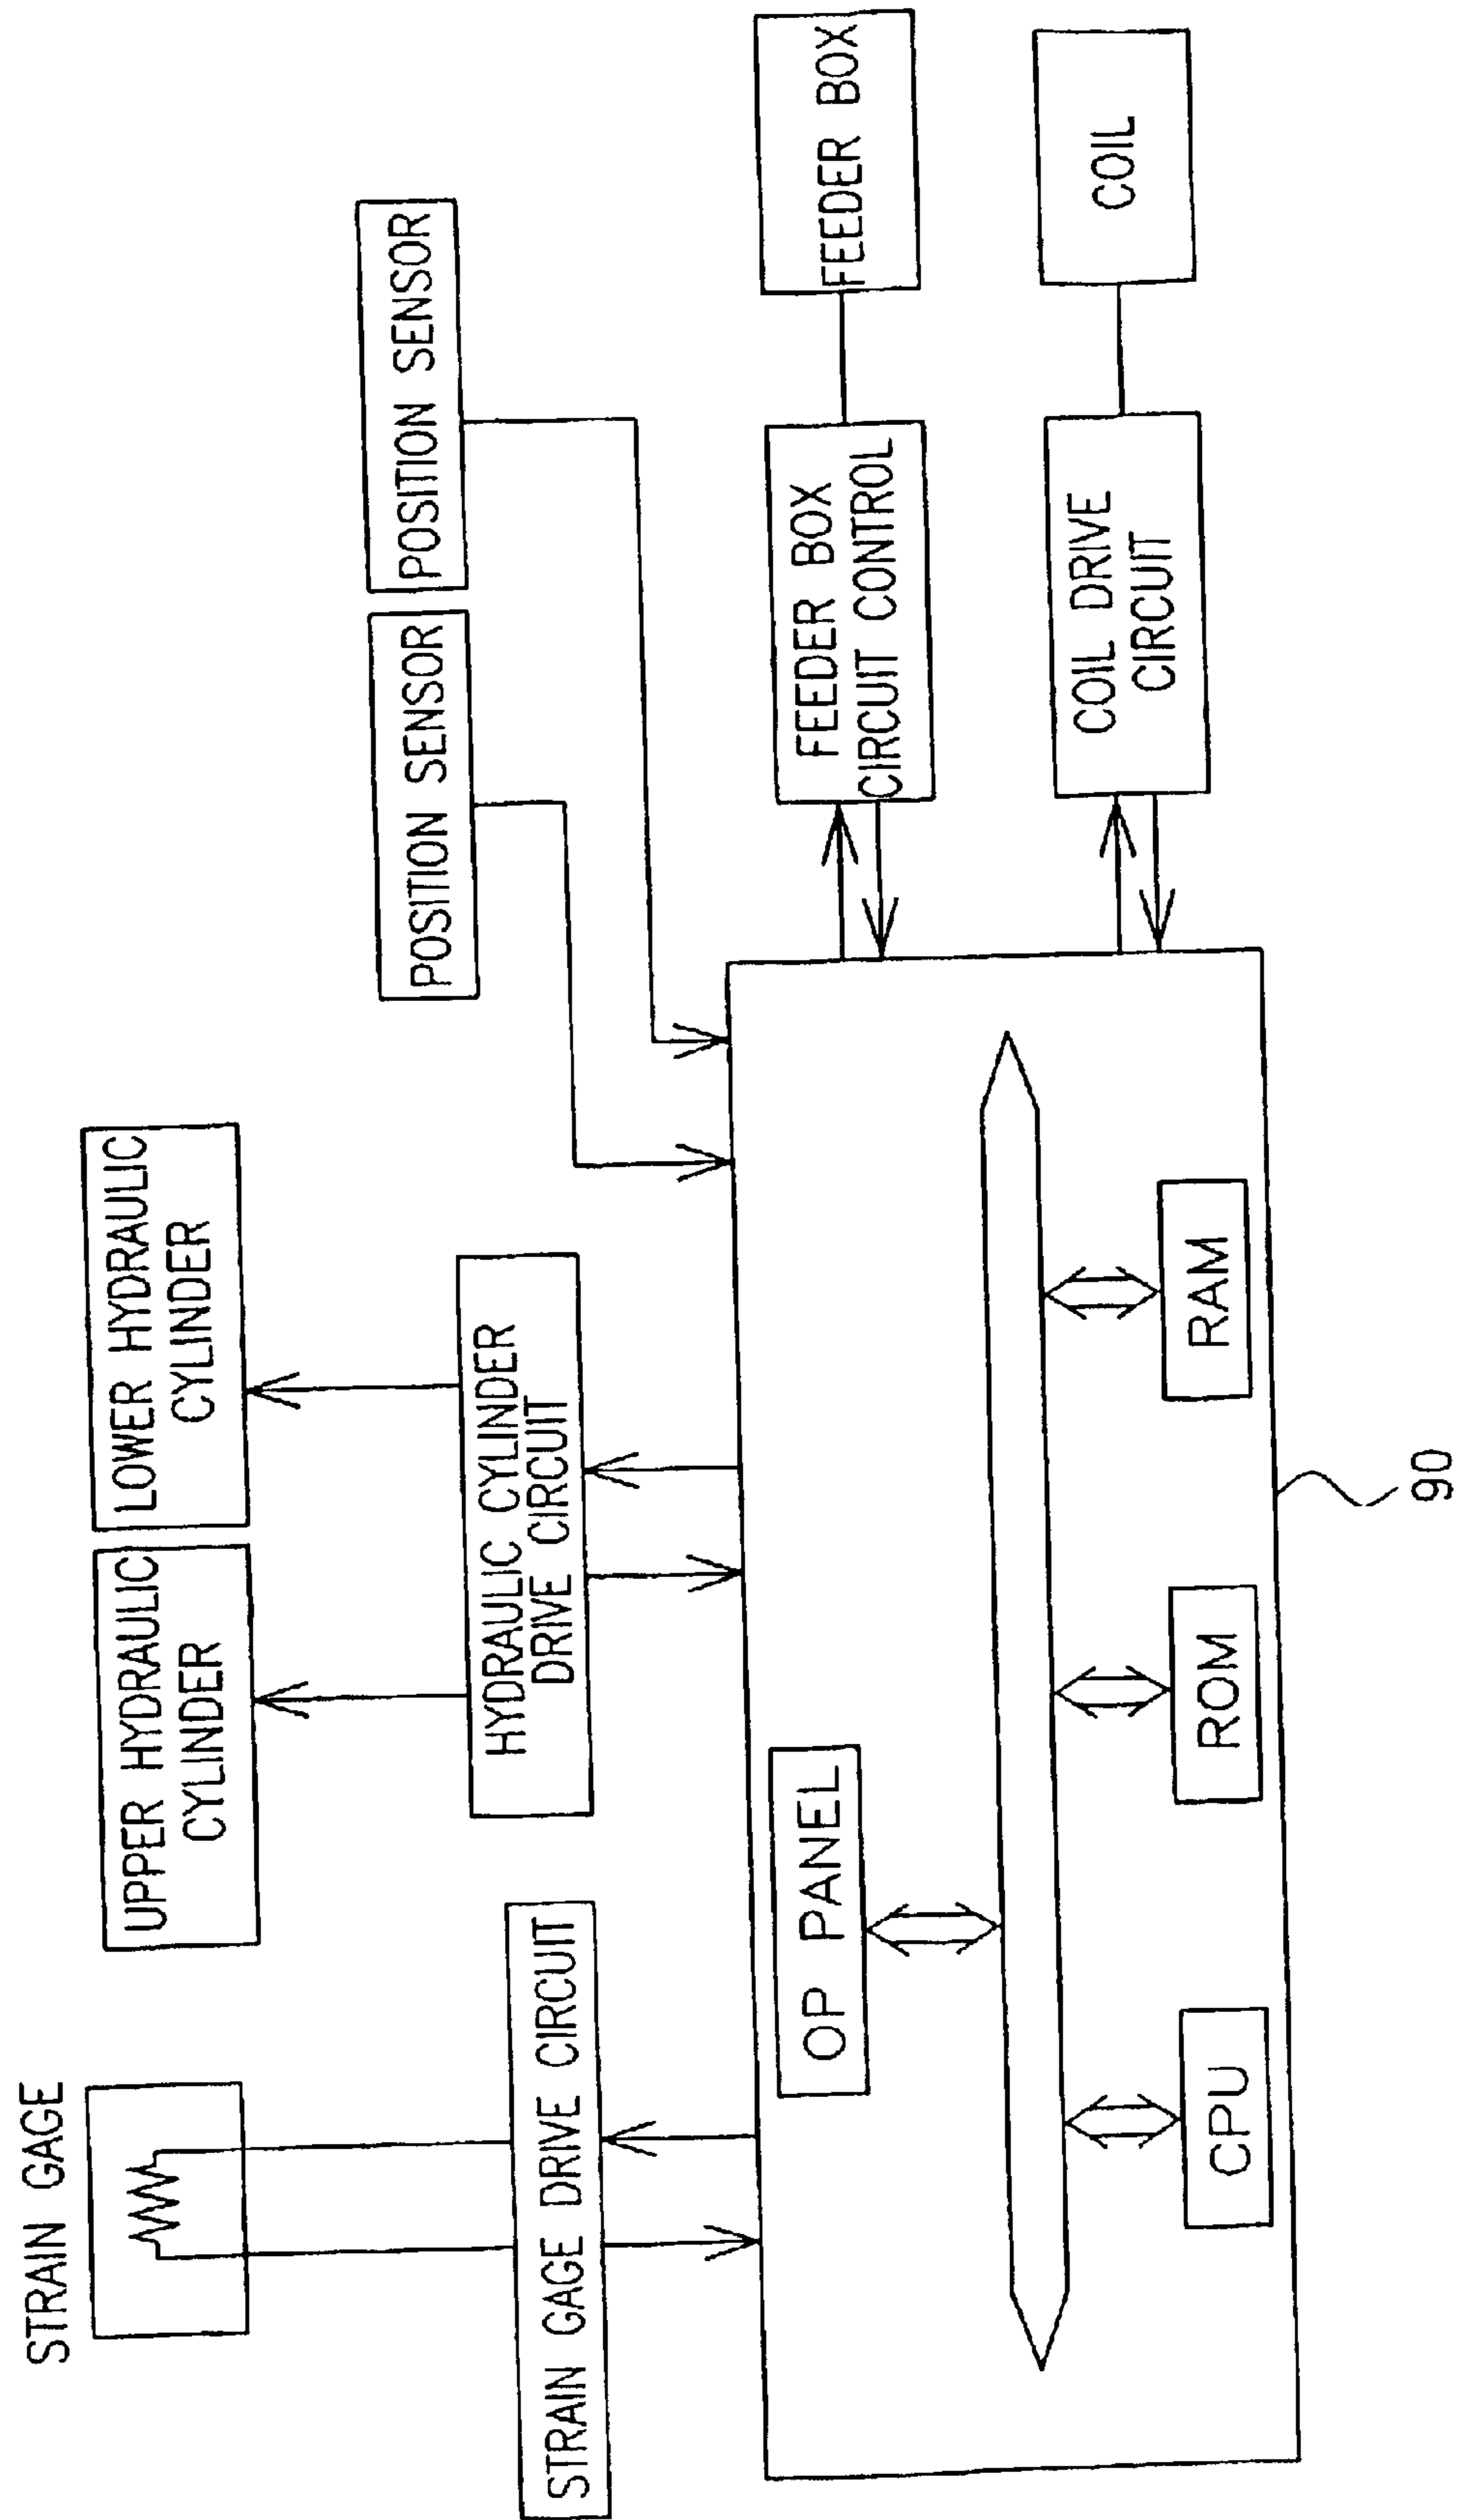 STRAIN GAGE
UPPER HYDRAULIC
CYLINDER
LOWER HYDRAULIC
CYLINDER
POSITION SENSOR
POSITION SENSOR
STRAIN GAGE DRIVE CIRCUIT
HYDRAULIC CYLINDER
DRIVE CIRCUIT
OP PANEL
FEEDER BOX
CIRCUIT CONTROL
FEEDER BOX
COIL DRIVE
CIRCUIT
COIL
CPU
ROM
RAM
90